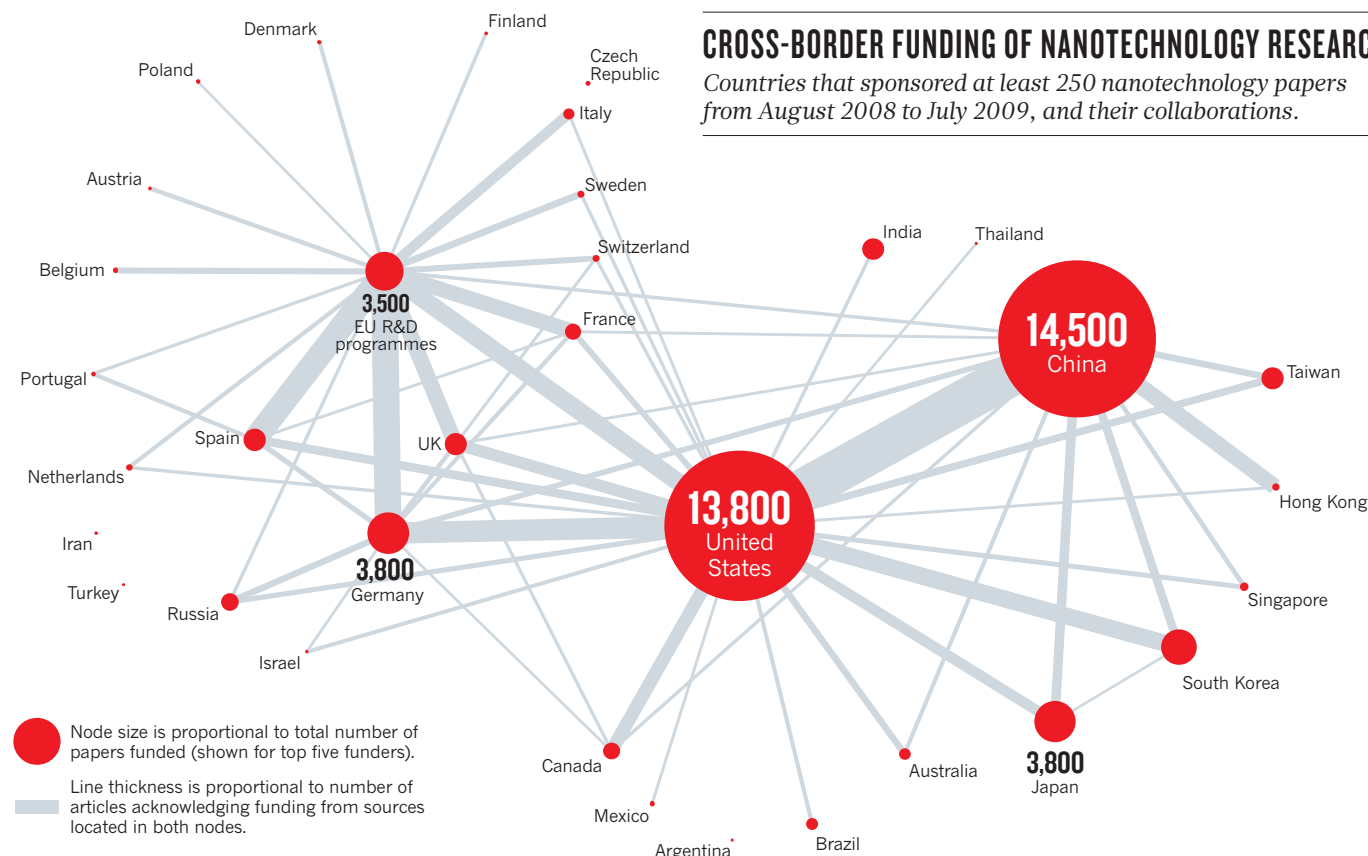 CROSS-BORDER FUNDING OF NANOTECHNOLOGY RESEARC
Countries that sponsored at least 250 nanotechnology papers
from August 2008 to July 2009, and their collaborations.
Finland
Denmark
Czech
Republic
Poland
Italy
Austria
Sweden
India
Thailand
Switzerland
Belgium
3,500
EU R&D
programmes
France
14,500
China
Taiwan
Portugal
Spain
UK
Netherlands
13,800
United
States
Hong Kong
Iran
3,800
Germany
Turkey
Russia
Singapore
Israel
South Korea
Node size is proportional to total number of
papers funded (shown for top five funders).
Line thickness is proportional to number of
articles acknowledging funding from sources
located in both nodes.
Canada
Australia
3,800
Japan
Mexico
Brazil
Argentina